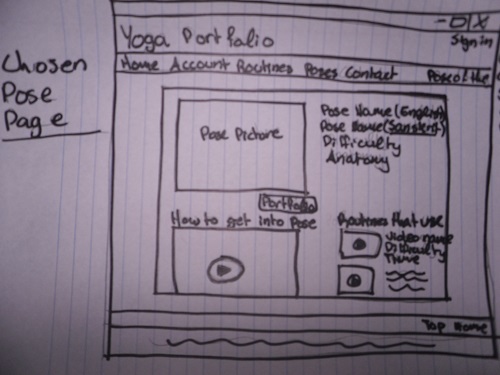 Chosen
Pose
Page
- □ X
Sign in
Yoga Portfolio
Home Account Routines Poses Contact Pose of the
Pose Picture
Pose Name (English)
Pose Name (Sanskrit)
Difficulty
Anatomy
Portfolio
How to get into Pose
Routines that use
Video name
Difficulty
Time
Top Home